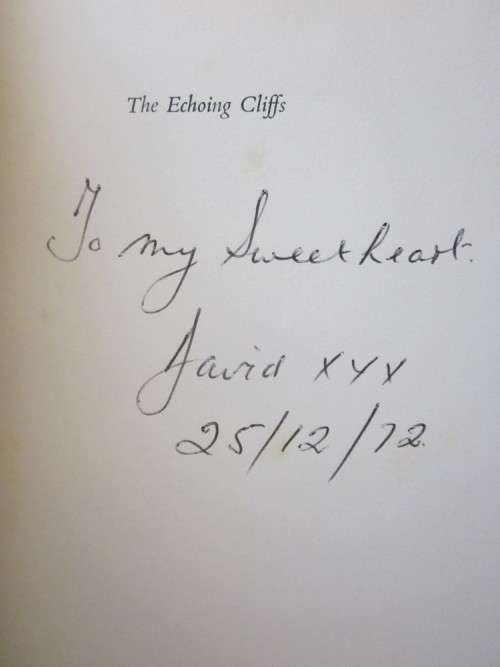 The Echoing Cliffs
To my Sweetheart.
David xxx
25/12/72.